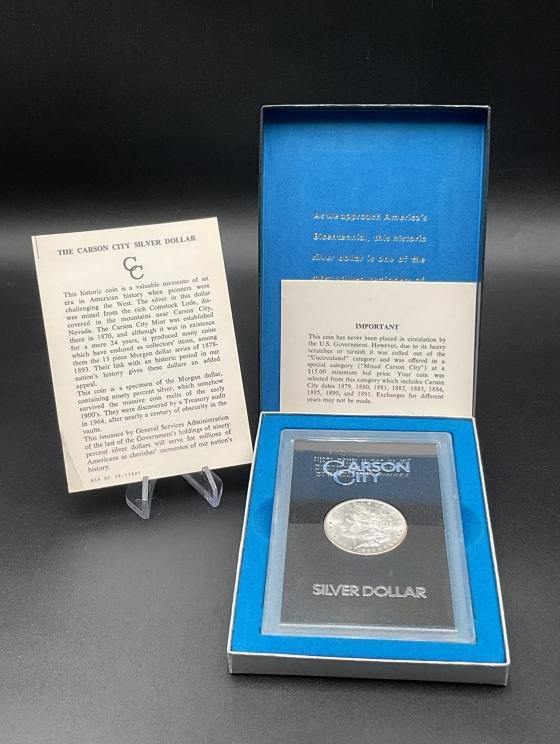 THE CARSON CITY SILVER DOLLAR
CC
This historic coin is a valuable memento of an
era in American history when pioneers were
challenging the West. The silver in this dollar
was mined from the rich Comstock Lode, dis-
covered in the mountains near Carson City,
Nevada. The Carson City Mint was established
there in 1870, and although it was in existence
for a mere 24 years, it produced many coins
which have endured as collectors' items, among
them the 13 piece Morgan dollar series of 1878-
1893. Their link with an historic period in our
nation's history gives these dollars an added
appeal.
This coin is a specimen of the Morgan dollar,
containing ninety percent silver, which somehow
survived the massive coin melts of the early
1900's. They were discovered by a Treasury audit
in 1964, after nearly a century of obscurity in the
vaults.
This issuance by General Services Administration
of the last of the Government's holdings of ninety
percent silver dollars will serve for millions of
Americans as cherished mementos of our nation's
history.
GSA DC
As we approach America's
Bicentennial, this historic
silver dollar is one of the
IMPORTANT
This coin has never been placed in circulation by
the U.S. Government. However, due to its heavy
scratches or tarnish it was culled out of the
"Uncirculated" category and was offered in a
special category ("Mixed Carson City") at a
$15.00 minimum bid price. Your coin was
selected from this category which includes Carson
City dates 1879, 1880, 1881, 1882, 1883, 1884,
1885, 1890, and 1891. Exchanges for different
years may not be made.
CARSON
CITY
SILVER DOLLAR